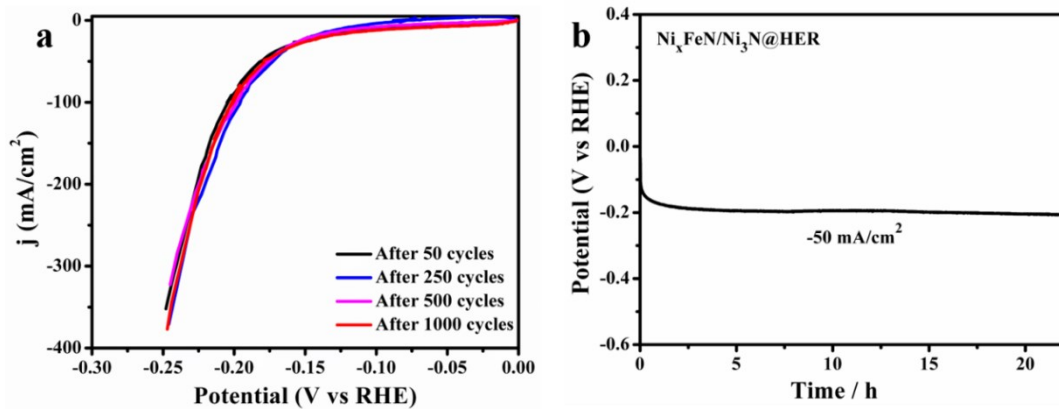 a
0
-100
-200
-300
-400
j (mA/cm²)
After 50 cycles
After 250 cycles
After 500 cycles
After 1000 cycles
-0.30 -0.25 -0.20 -0.15 -0.10 -0.05 0.00
Potential (V vs RHE)
b
NiₓFeN/Ni₃N@HER
0.4
0.2
0.0
-0.2
-0.4
-0.6
Potential (V vs RHE)
-50 mA/cm²
0 5 10 15 20
Time / h